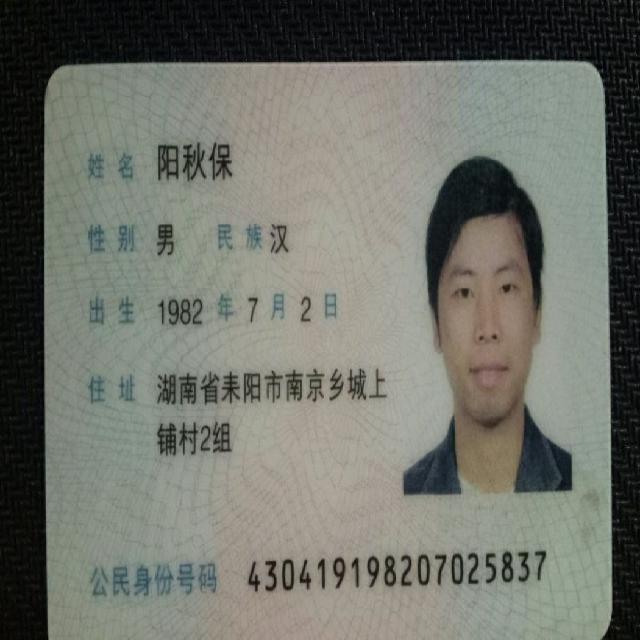 姓名 阳秋保
性别 男 民族 汉
出生 1982 年 7 月 2 日
住址 湖南省耒阳市南京乡城上
铺村2组
公民身份号码 430419198207025837